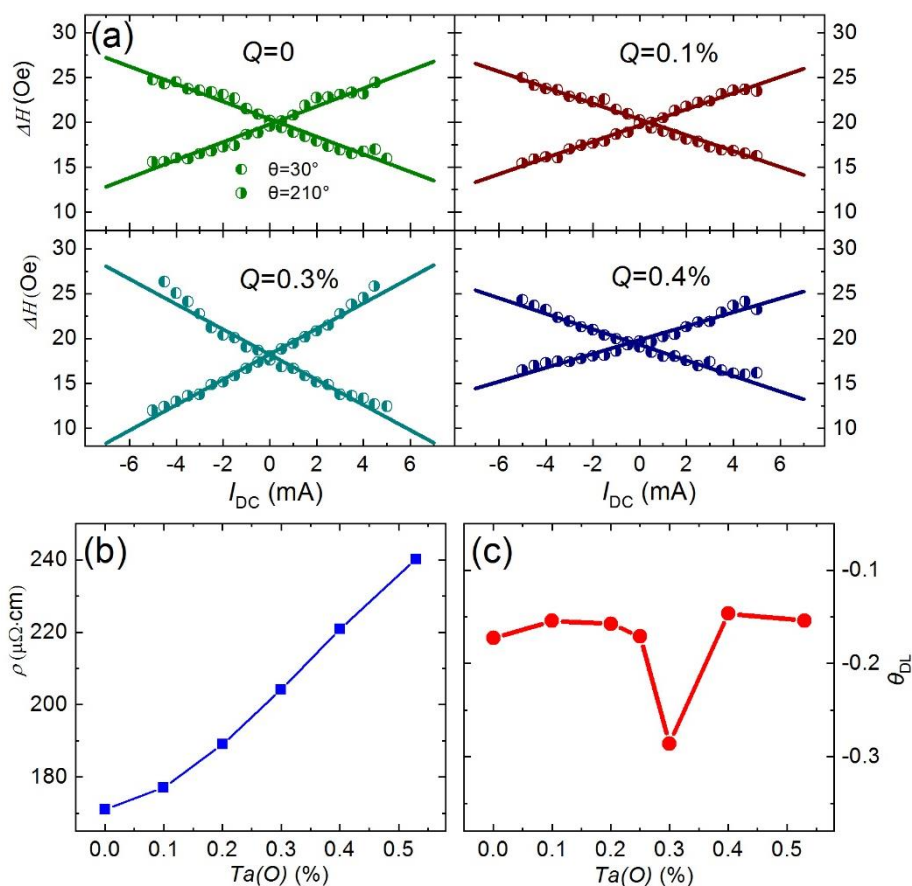 (a)
Q=0
Q=0.1%
ΔH (Oe)
30
25
20
15
10
θ=30°
θ=210°
30
25
20
15
10
Q=0.3%
Q=0.4%
ΔH (Oe)
30
25
20
15
10
30
25
20
15
10
-6 -4 -2 0 2 4 6
-6 -4 -2 0 2 4 6
I_DC (mA)
I_DC (mA)
(b)
ρ (μΩ·cm)
240
220
200
180
0.0 0.1 0.2 0.3 0.4 0.5
Ta(O) (%)
(c)
-0.1
-0.2
-0.3
θ_DL
0.0 0.1 0.2 0.3 0.4 0.5
Ta(O) (%)